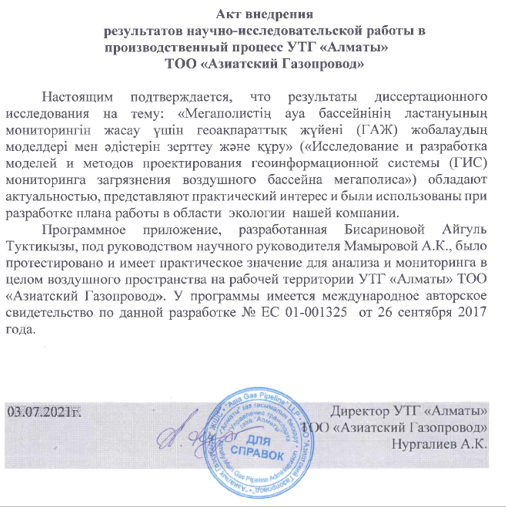 Акт внедрения
результатов научно-исследовательской работы в
производственный процесс УТГ «Алматы»
ТОО «Азиатский Газопровод»
Настоящим подтверждается, что результаты диссертационного
исследования на тему: «Мегаполистің ауа бассейнінің ластануының
мониторингін жасау үшін геоақпараттық жүйені (ГАЖ) жобалаудың
моделдері мен әдістерін зерттеу және құру» («Исследование и разработка
моделей и методов проектирования геоинформационной системы (ГИС)
мониторинга загрязнения воздушного бассейна мегаполиса») обладают
актуальностью, представляют практический интерес и были использованы при
разработке плана работы в области экологии нашей компании.
Программное приложение, разработанная Бисариновой Айгуль
Туктикызы, под руководством научного руководителя Мамыровой А.К., было
протестировано и имеет практическое значение для анализа и мониторинга в
целом воздушного пространства на рабочей территории УТГ «Алматы» ТОО
«Азиатский Газопровод». У программы имеется международное авторское
свидетельство по данной разработке № ЕС 01-001325 от 26 сентября 2017
года.
03.07.2021г.
Директор УТГ «Алматы»
ТОО «Азиатский Газопровод»
Нургалиев А.К.
"Asia Gas Pipeline"
ДЛЯ
СПРАВОК